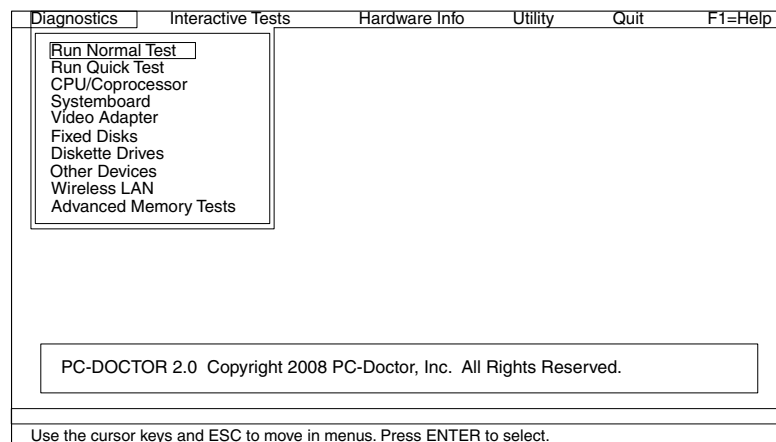 Diagnostics Interactive Tests Hardware Info Utility Quit F1=Help
Run Normal Test
Run Quick Test
CPU/Coprocessor
Systemboard
Video Adapter
Fixed Disks
Diskette Drives
Other Devices
Wireless LAN
Advanced Memory Tests
PC-DOCTOR 2.0 Copyright 2008 PC-Doctor, Inc. All Rights Reserved.
Use the cursor keys and ESC to move in menus. Press ENTER to select.